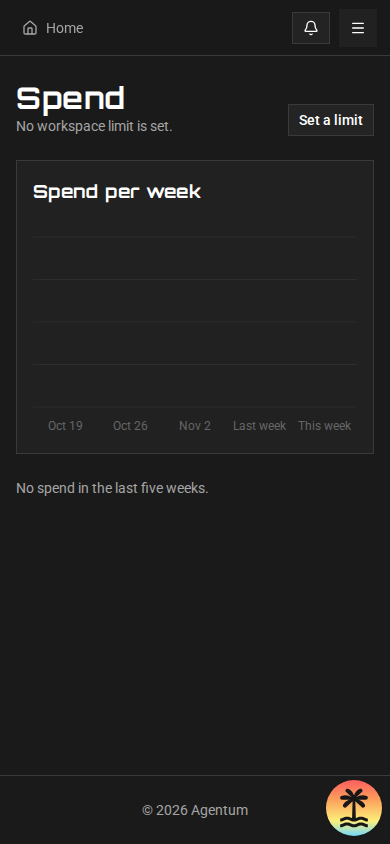 Home
Spend
No workspace limit is set.
Set a limit
Spend per week
Oct 19 Oct 26 Nov 2 Last week This week
No spend in the last five weeks.
© 2026 Agentum